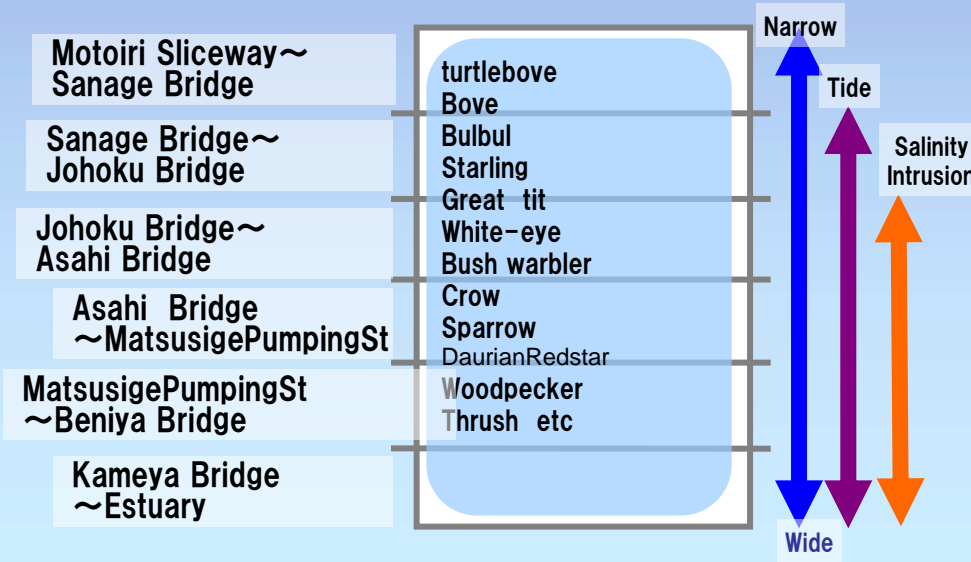 Motoiri Sliceway～
Sanage Bridge
Sanage Bridge～
Johoku Bridge
Johoku Bridge～
Asahi Bridge
Asahi Bridge
～MatsusigePumpingSt
MatsusigePumpingSt
～Beniya Bridge
Kameya Bridge
～Estuary
turtlebove
Bove
Bulbul
Starling
Great tit
White-eye
Bush warbler
Crow
Sparrow
DaurianRedstar
Woodpecker
Thrush etc
Narrow
Tide
Salinity
Intrusion
Wide